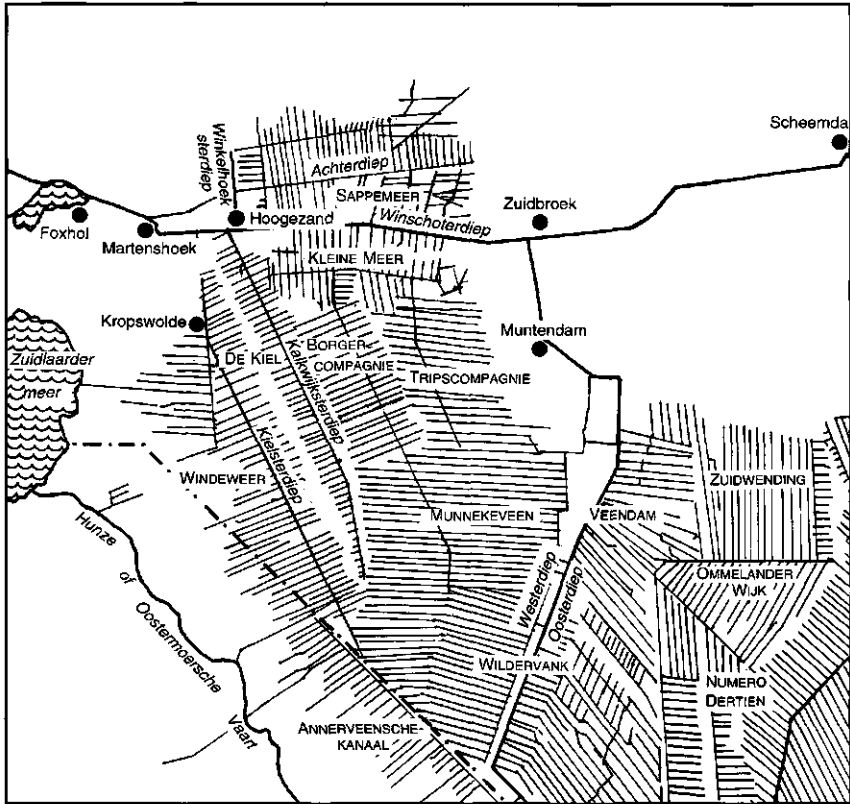 Scheemda
Winkelhoek
sterdiep
Achterdiep
SAPPEMEER
Zuidbroek
Foxhol
Martenshoek
Hoogezand
Winschoterdiep
KLEINE MEER
Kropswolde
Muntendam
Zuidlaarder
meer
DE KIEL
Kalkwijksterdiep
BORGER-
COMPAGNIE
TRIPSCOMPAGNIE
Kielsterdiep
WINDEWEER
ZUIDWENDING
MUNNEKEVEEN
VEENDAM
Hunze
of
Oostermoersche
Vaart
Westerdiep
Oosterdiep
OMMELANDER
WIJK
WILDERVANK
NUMERO
DERTIEN
ANNERVEENSCHE-
KANAAL